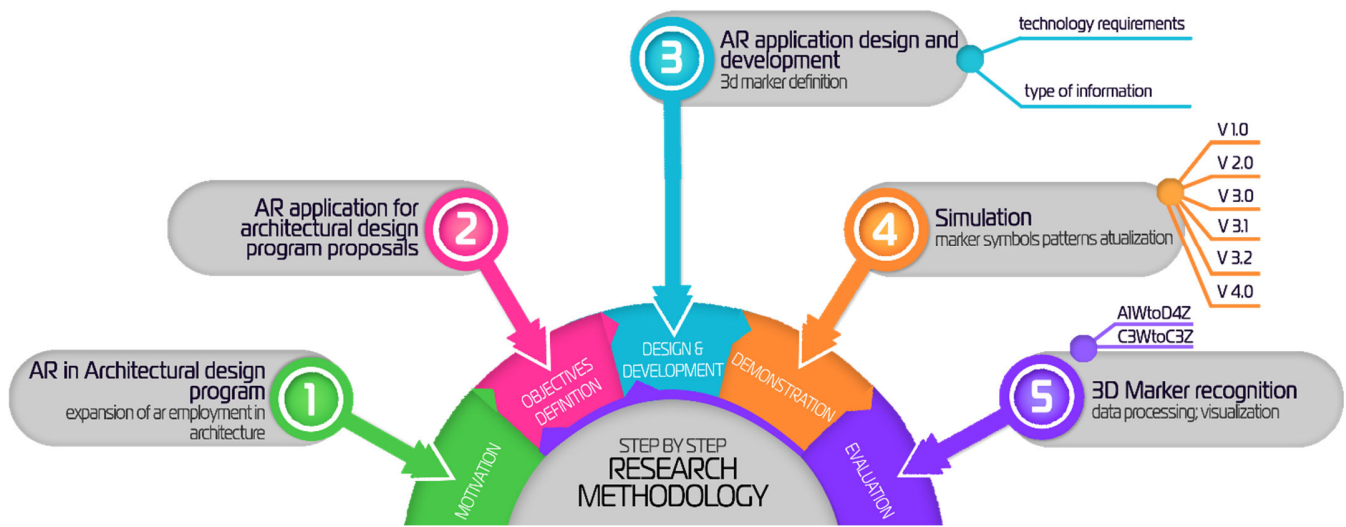 1
AR in Architectural design
program
expansion of ar employment in
architecture
MOTIVATION
2
AR application for
architectural design
program proposals
OBJECTIVES
DEFINITION
3
AR application design and
development
3d marker definition
technology requirements
type of information
DESIGN &
DEVELOPMENT
4
Simulation
marker symbols patterns atualization
V 1.0
V 2.0
V 3.0
V 3.1
V 3.2
V 4.0
DEMONSTRATION
5
3D Marker recognition
data processing; visualization
A1WtoD4Z
C3WtoC3Z
EVALUATION
STEP BY STEP
RESEARCH
METHODOLOGY